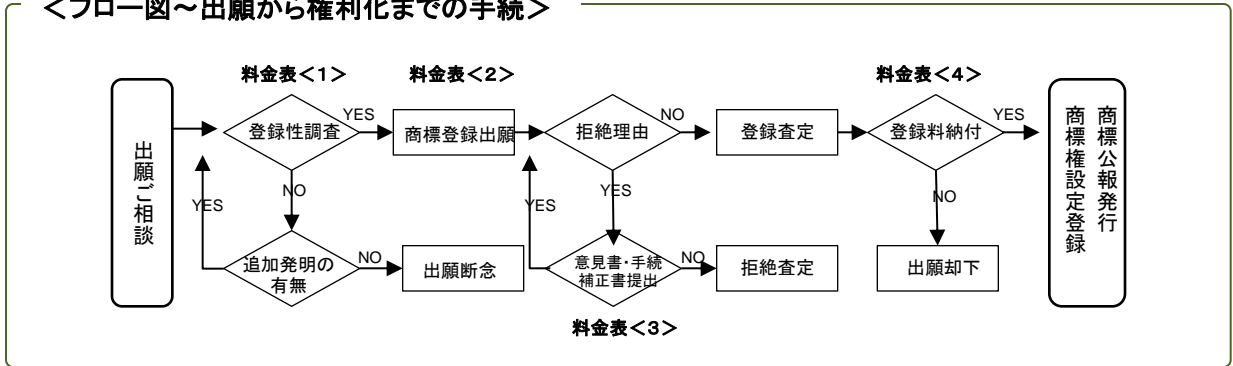 <フロー図~出願から権利化までの手続>
料金表<1>
料金表<2>
料金表<4>
出願ご相談
登録性調査
YES
商標登録出願
拒絶理由
NO
登録査定
登録料納付
YES
商標公報発行
商標権設定登録
YES
NO
YES
YES
NO
追加発明の
有無
NO
出願断念
意見書・手続
補正書提出
NO
拒絶査定
出願却下
料金表<3>